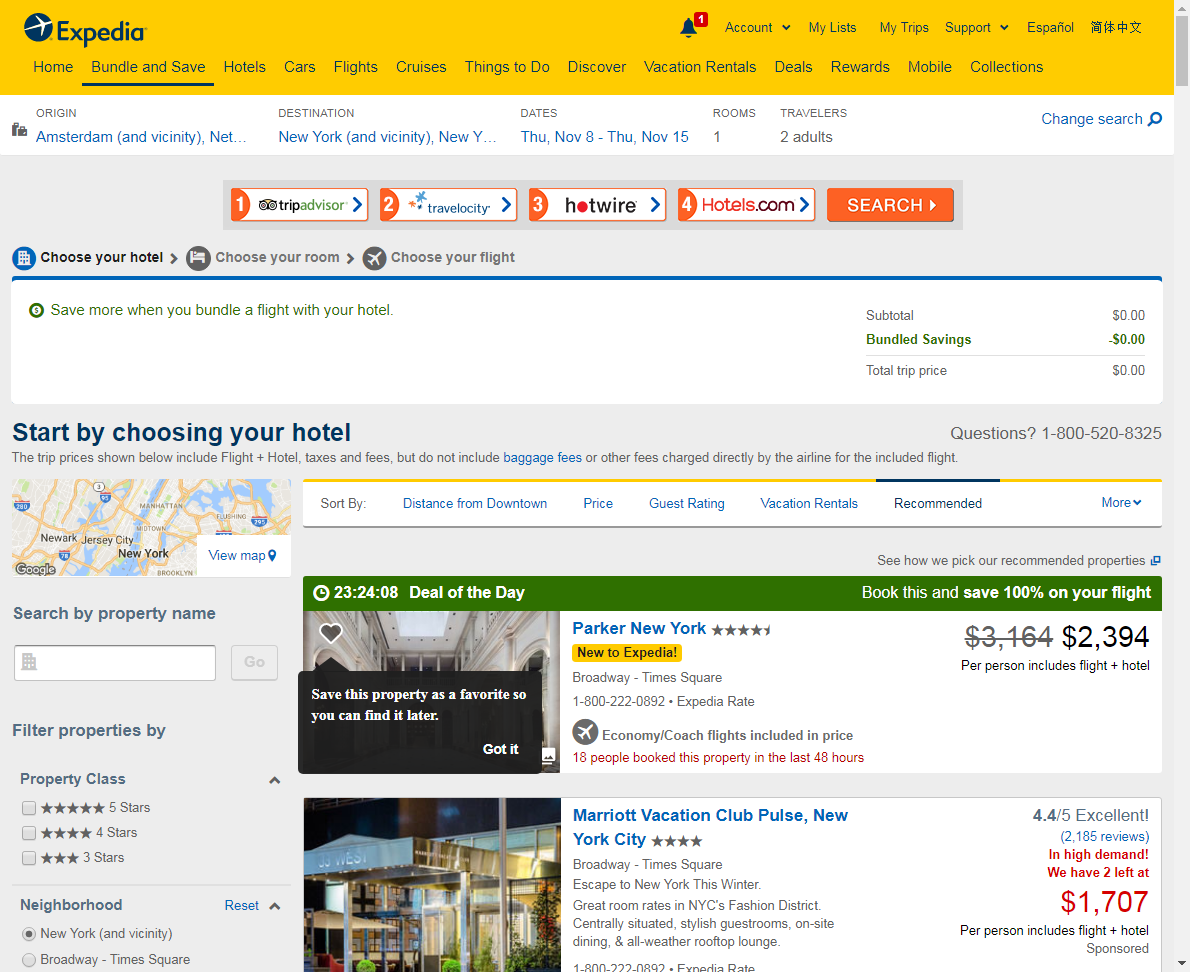 Expedia
1
Account
My Lists
My Trips
Support
Español
简体中文
Home
Bundle and Save
Hotels
Cars
Flights
Cruises
Things to Do
Discover
Vacation Rentals
Deals
Rewards
Mobile
Collections
ORIGIN
Amsterdam (and vicinity), Net…
DESTINATION
New York (and vicinity), New Y…
DATES
Thu, Nov 8 - Thu, Nov 15
ROOMS
1
TRAVELERS
2 adults
Change search
1 tripadvisor
2 travelocity
3 hotwire
4 Hotels.com
SEARCH
Choose your hotel
Choose your room
Choose your flight
Save more when you bundle a flight with your hotel.
Subtotal $0.00
Bundled Savings -$0.00
Total trip price $0.00
Start by choosing your hotel
Questions? 1-800-520-8325
The trip prices shown below include Flight + Hotel, taxes and fees, but do not include baggage fees or other fees charged directly by the airline for the included flight.
3
280
95
MANHATTAN
FLUSHING
295
MIDTOWN
Newark
Jersey City
78
New York
BROOKLYN
Google
View map
Sort By:
Distance from Downtown
Price
Guest Rating
Vacation Rentals
Recommended
More
See how we pick our recommended properties
Search by property name
Go
Filter properties by
Property Class
5 Stars
4 Stars
3 Stars
Neighborhood
Reset
New York (and vicinity)
Broadway - Times Square
23:24:08 Deal of the Day
Book this and save 100% on your flight
Save this property as a favorite so
you can find it later.
Got it
Parker New York
New to Expedia!
Broadway - Times Square
1-800-222-0892 • Expedia Rate
Economy/Coach flights included in price
18 people booked this property in the last 48 hours
$3,164 $2,394
Per person includes flight + hotel
33 WEST
MARRIOTT VACATION CLUB
Marriott Vacation Club Pulse, New
York City
Broadway - Times Square
Escape to New York This Winter.
Great room rates in NYC's Fashion District.
Centrally situated, stylish guestrooms, on-site
dining, & all-weather rooftop lounge.
1-800-222-0892 • Expedia Rate
4.4/5 Excellent!
(2,185 reviews)
In high demand!
We have 2 left at
$1,707
Per person includes flight + hotel
Sponsored